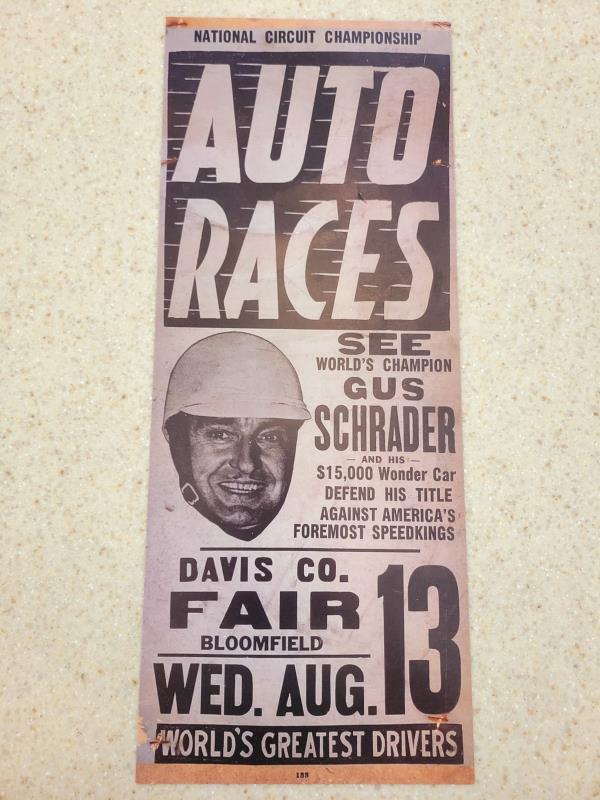 NATIONAL CIRCUIT CHAMPIONSHIP
AUTO
RACES
SEE
WORLD'S CHAMPION
GUS
SCHRADER
— AND HIS —
$15,000 Wonder Car
DEFEND HIS TITLE
AGAINST AMERICA'S
FOREMOST SPEEDKINGS
DAVIS CO.
FAIR
BLOOMFIELD
WED. AUG. 13
WORLD'S GREATEST DRIVERS